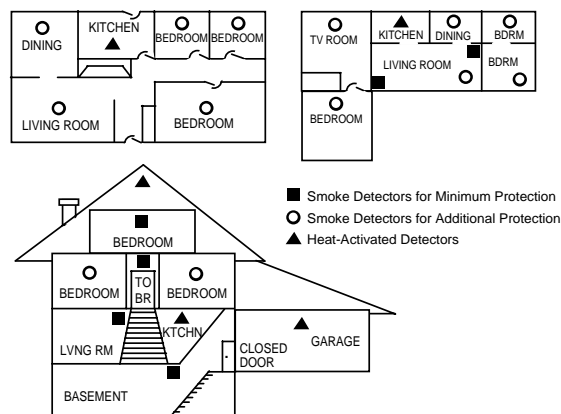 DINING
KITCHEN
BEDROOM
BEDROOM
LIVING ROOM
BEDROOM
TV ROOM
KITCHEN
DINING
BDRM
LIVING ROOM
BDRM
BEDROOM
Smoke Detectors for Minimum Protection
Smoke Detectors for Additional Protection
Heat-Activated Detectors
BEDROOM
BEDROOM
TO
BR
BEDROOM
LVNG RM
KTCHN
CLOSED
DOOR
GARAGE
BASEMENT